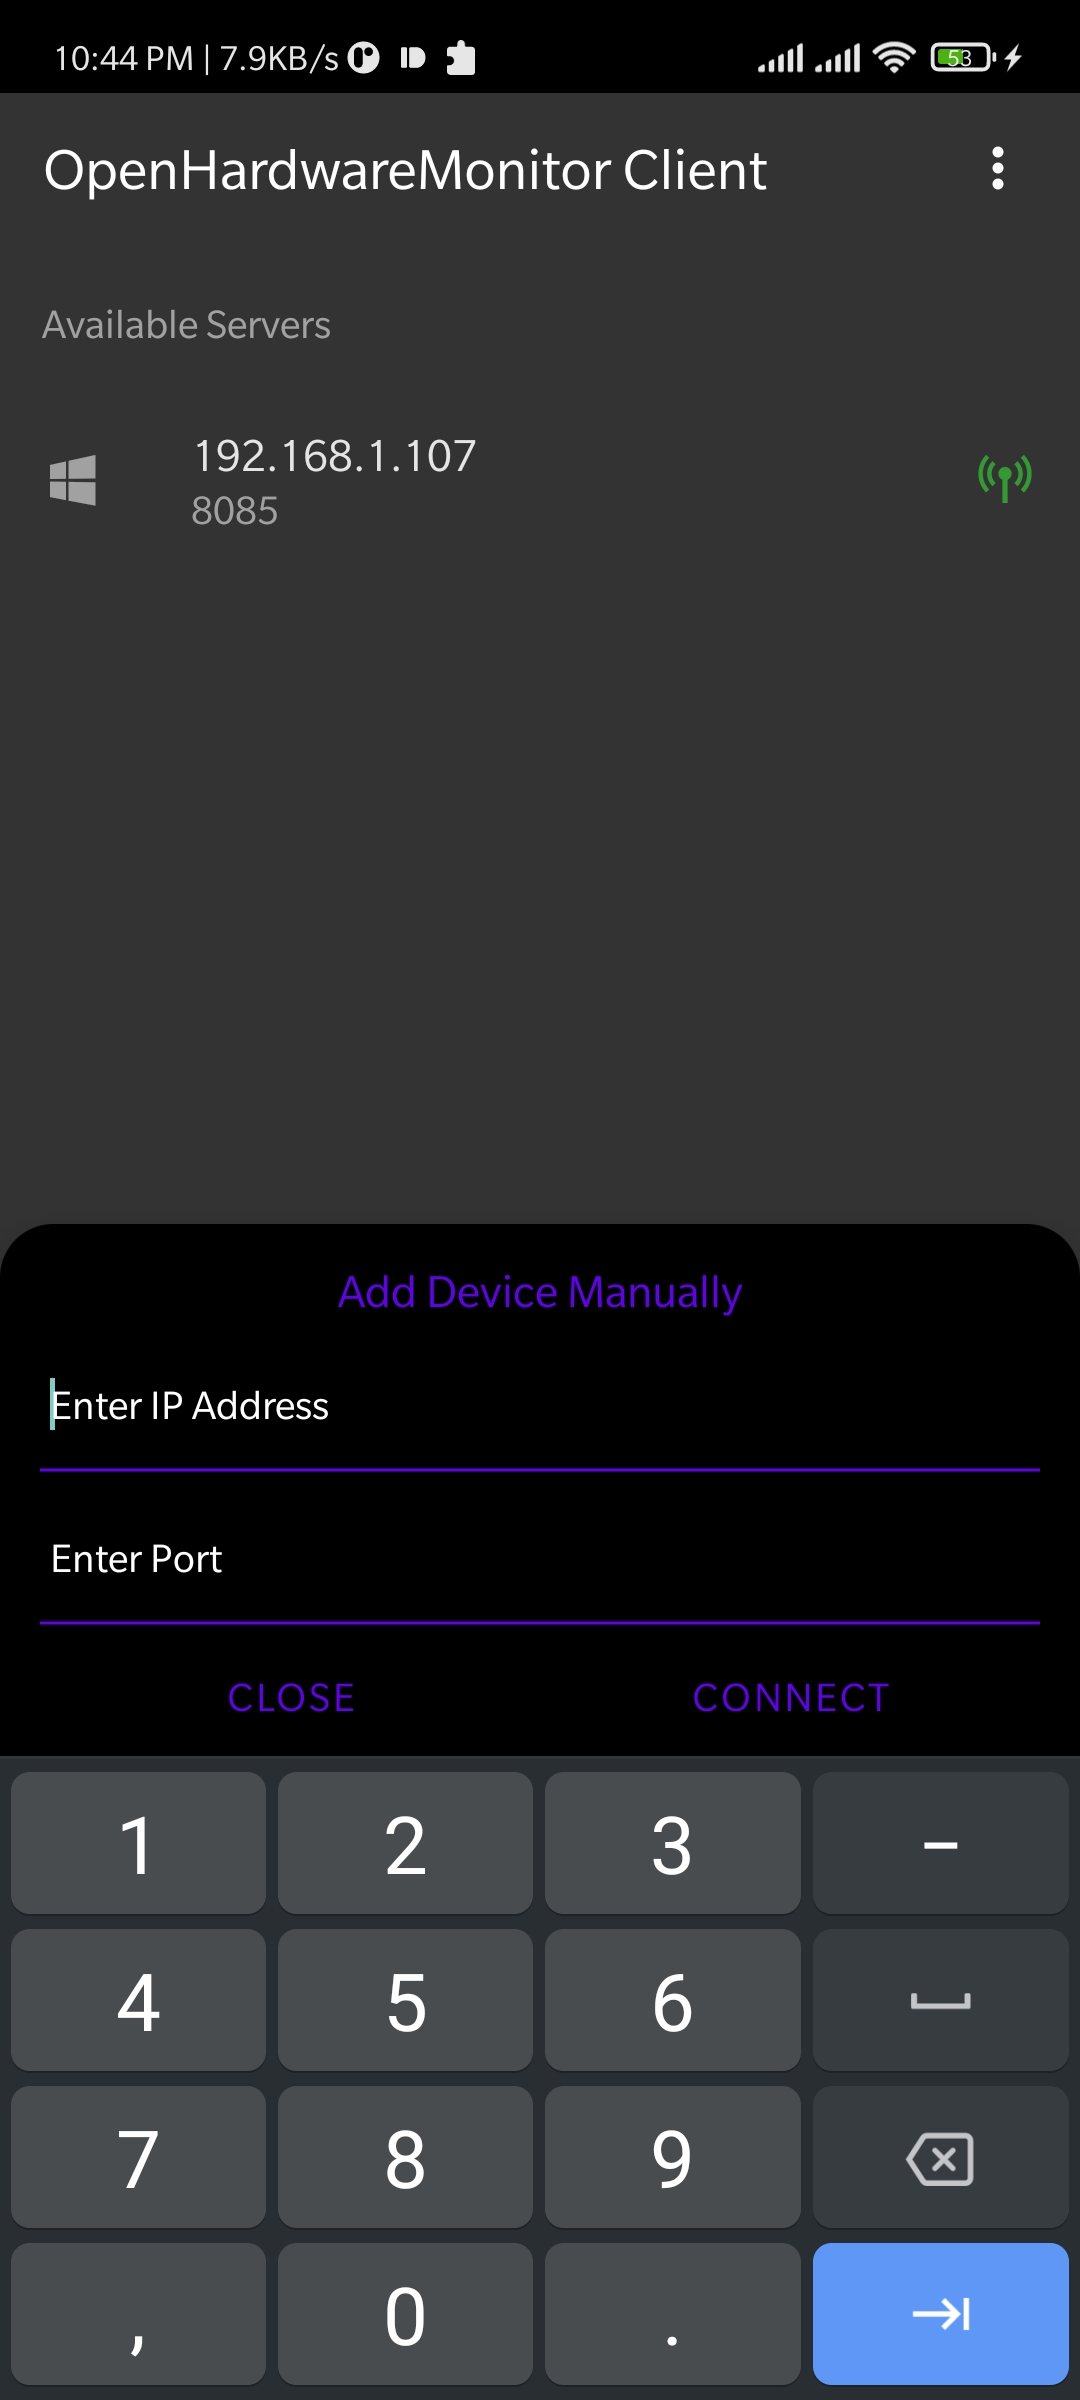 10:44 PM | 7.9KB/s
53
OpenHardwareMonitor Client
Available Servers
192.168.1.107
8085
Add Device Manually
Enter IP Address
Enter Port
CLOSE CONNECT
1 2 3 -
4 5 6
7 8 9
, 0 .